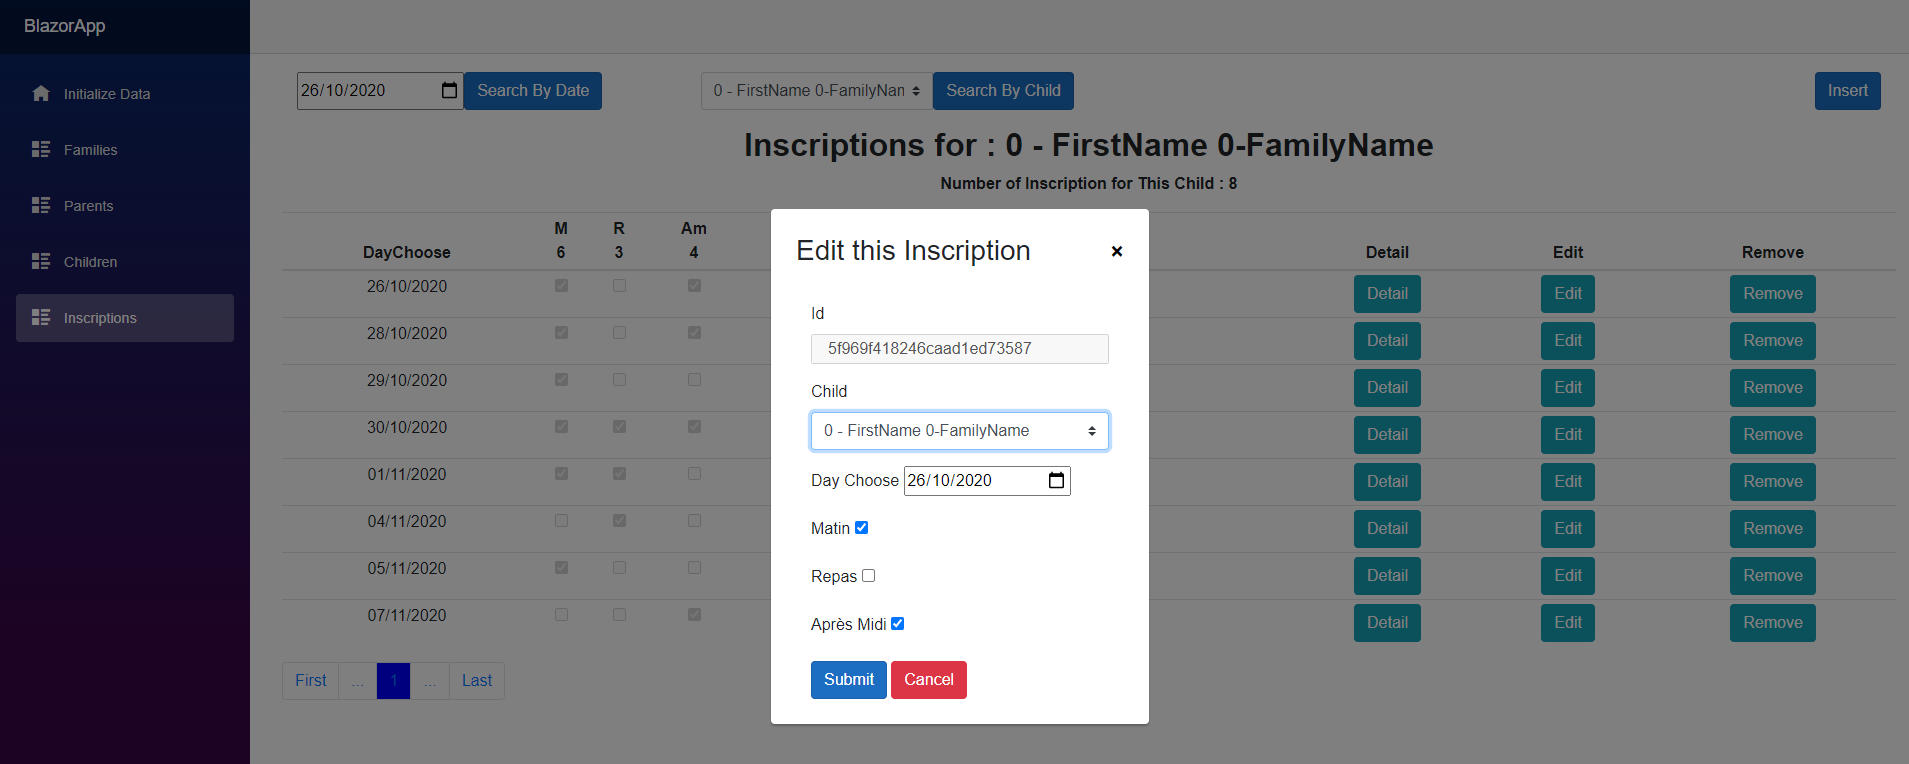 BlazorApp
Initialize Data
Families
Parents
Children
Inscriptions
26/10/2020 Search By Date 0 - FirstName 0-FamilyNam Search By Child Insert
Inscriptions for : 0 - FirstName 0-FamilyName
Number of Inscription for This Child : 8
M R Am
DayChoose 6 3 4 Detail Edit Remove
26/10/2020 Detail Edit Remove
28/10/2020 Detail Edit Remove
29/10/2020 Detail Edit Remove
30/10/2020 Detail Edit Remove
01/11/2020 Detail Edit Remove
04/11/2020 Detail Edit Remove
05/11/2020 Detail Edit Remove
07/11/2020 Detail Edit Remove
First ... 1 ... Last
Edit this Inscription ×
Id
5f969f418246caad1ed73587
Child
0 - FirstName 0-FamilyName
Day Choose 26/10/2020
Matin
Repas
Après Midi
Submit Cancel